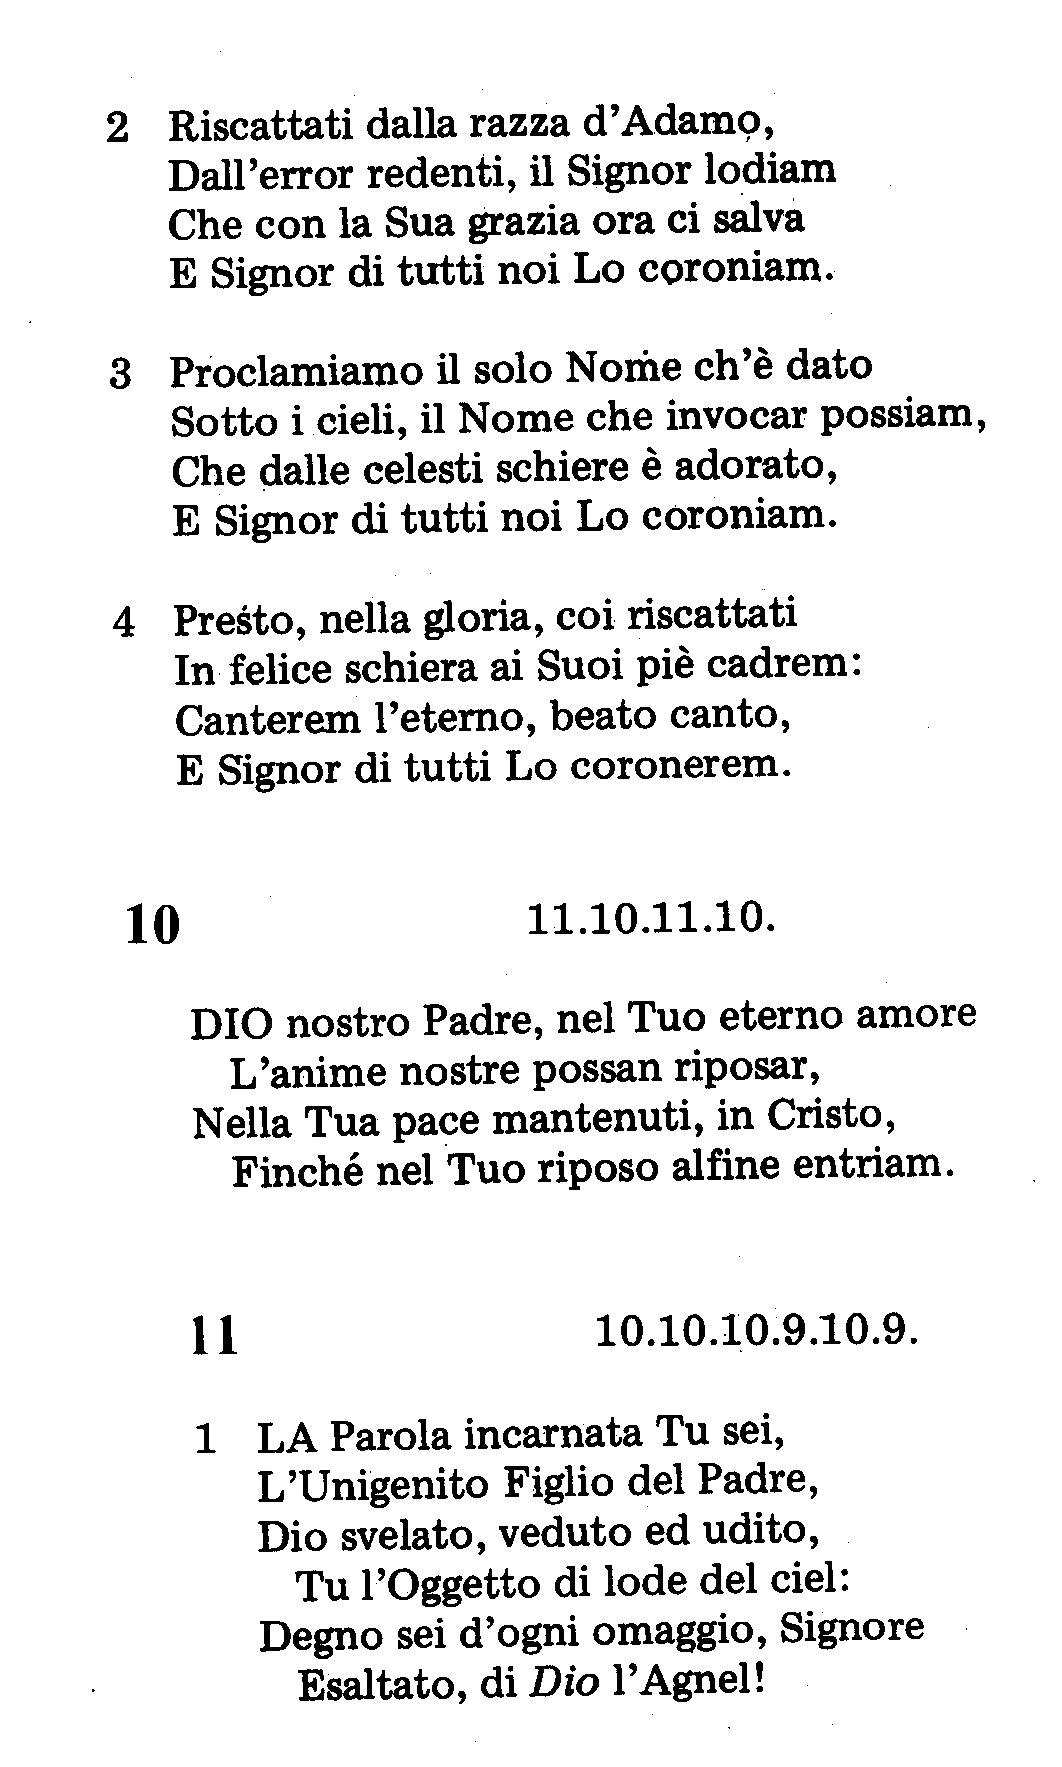 2 Riscattati dalla razza d'Adamo,
Dall'error redenti, il Signor lodiam
Che con la Sua grazia ora ci salva
E Signor di tutti noi Lo coroniam.
3 Proclamiamo il solo Nome ch'è dato
Sotto i cieli, il Nome che invocar possiam,
Che dalle celesti schiere è adorato,
E Signor di tutti noi Lo coroniam.
4 Presto, nella gloria, coi riscattati
In felice schiera ai Suoi piè cadrem:
Canterem l'eterno, beato canto,
E Signor di tutti Lo coronerem.
10 11.10.11.10.
DIO nostro Padre, nel Tuo eterno amore
L'anime nostre possan riposar,
Nella Tua pace mantenuti, in Cristo,
Finché nel Tuo riposo alfine entriam.
11 10.10.10.9.10.9.
1 LA Parola incarnata Tu sei,
L'Unigenito Figlio del Padre,
Dio svelato, veduto ed udito,
Tu l'Oggetto di lode del ciel:
Degno sei d'ogni omaggio, Signore
Esaltato, di Dio l'Agnel!